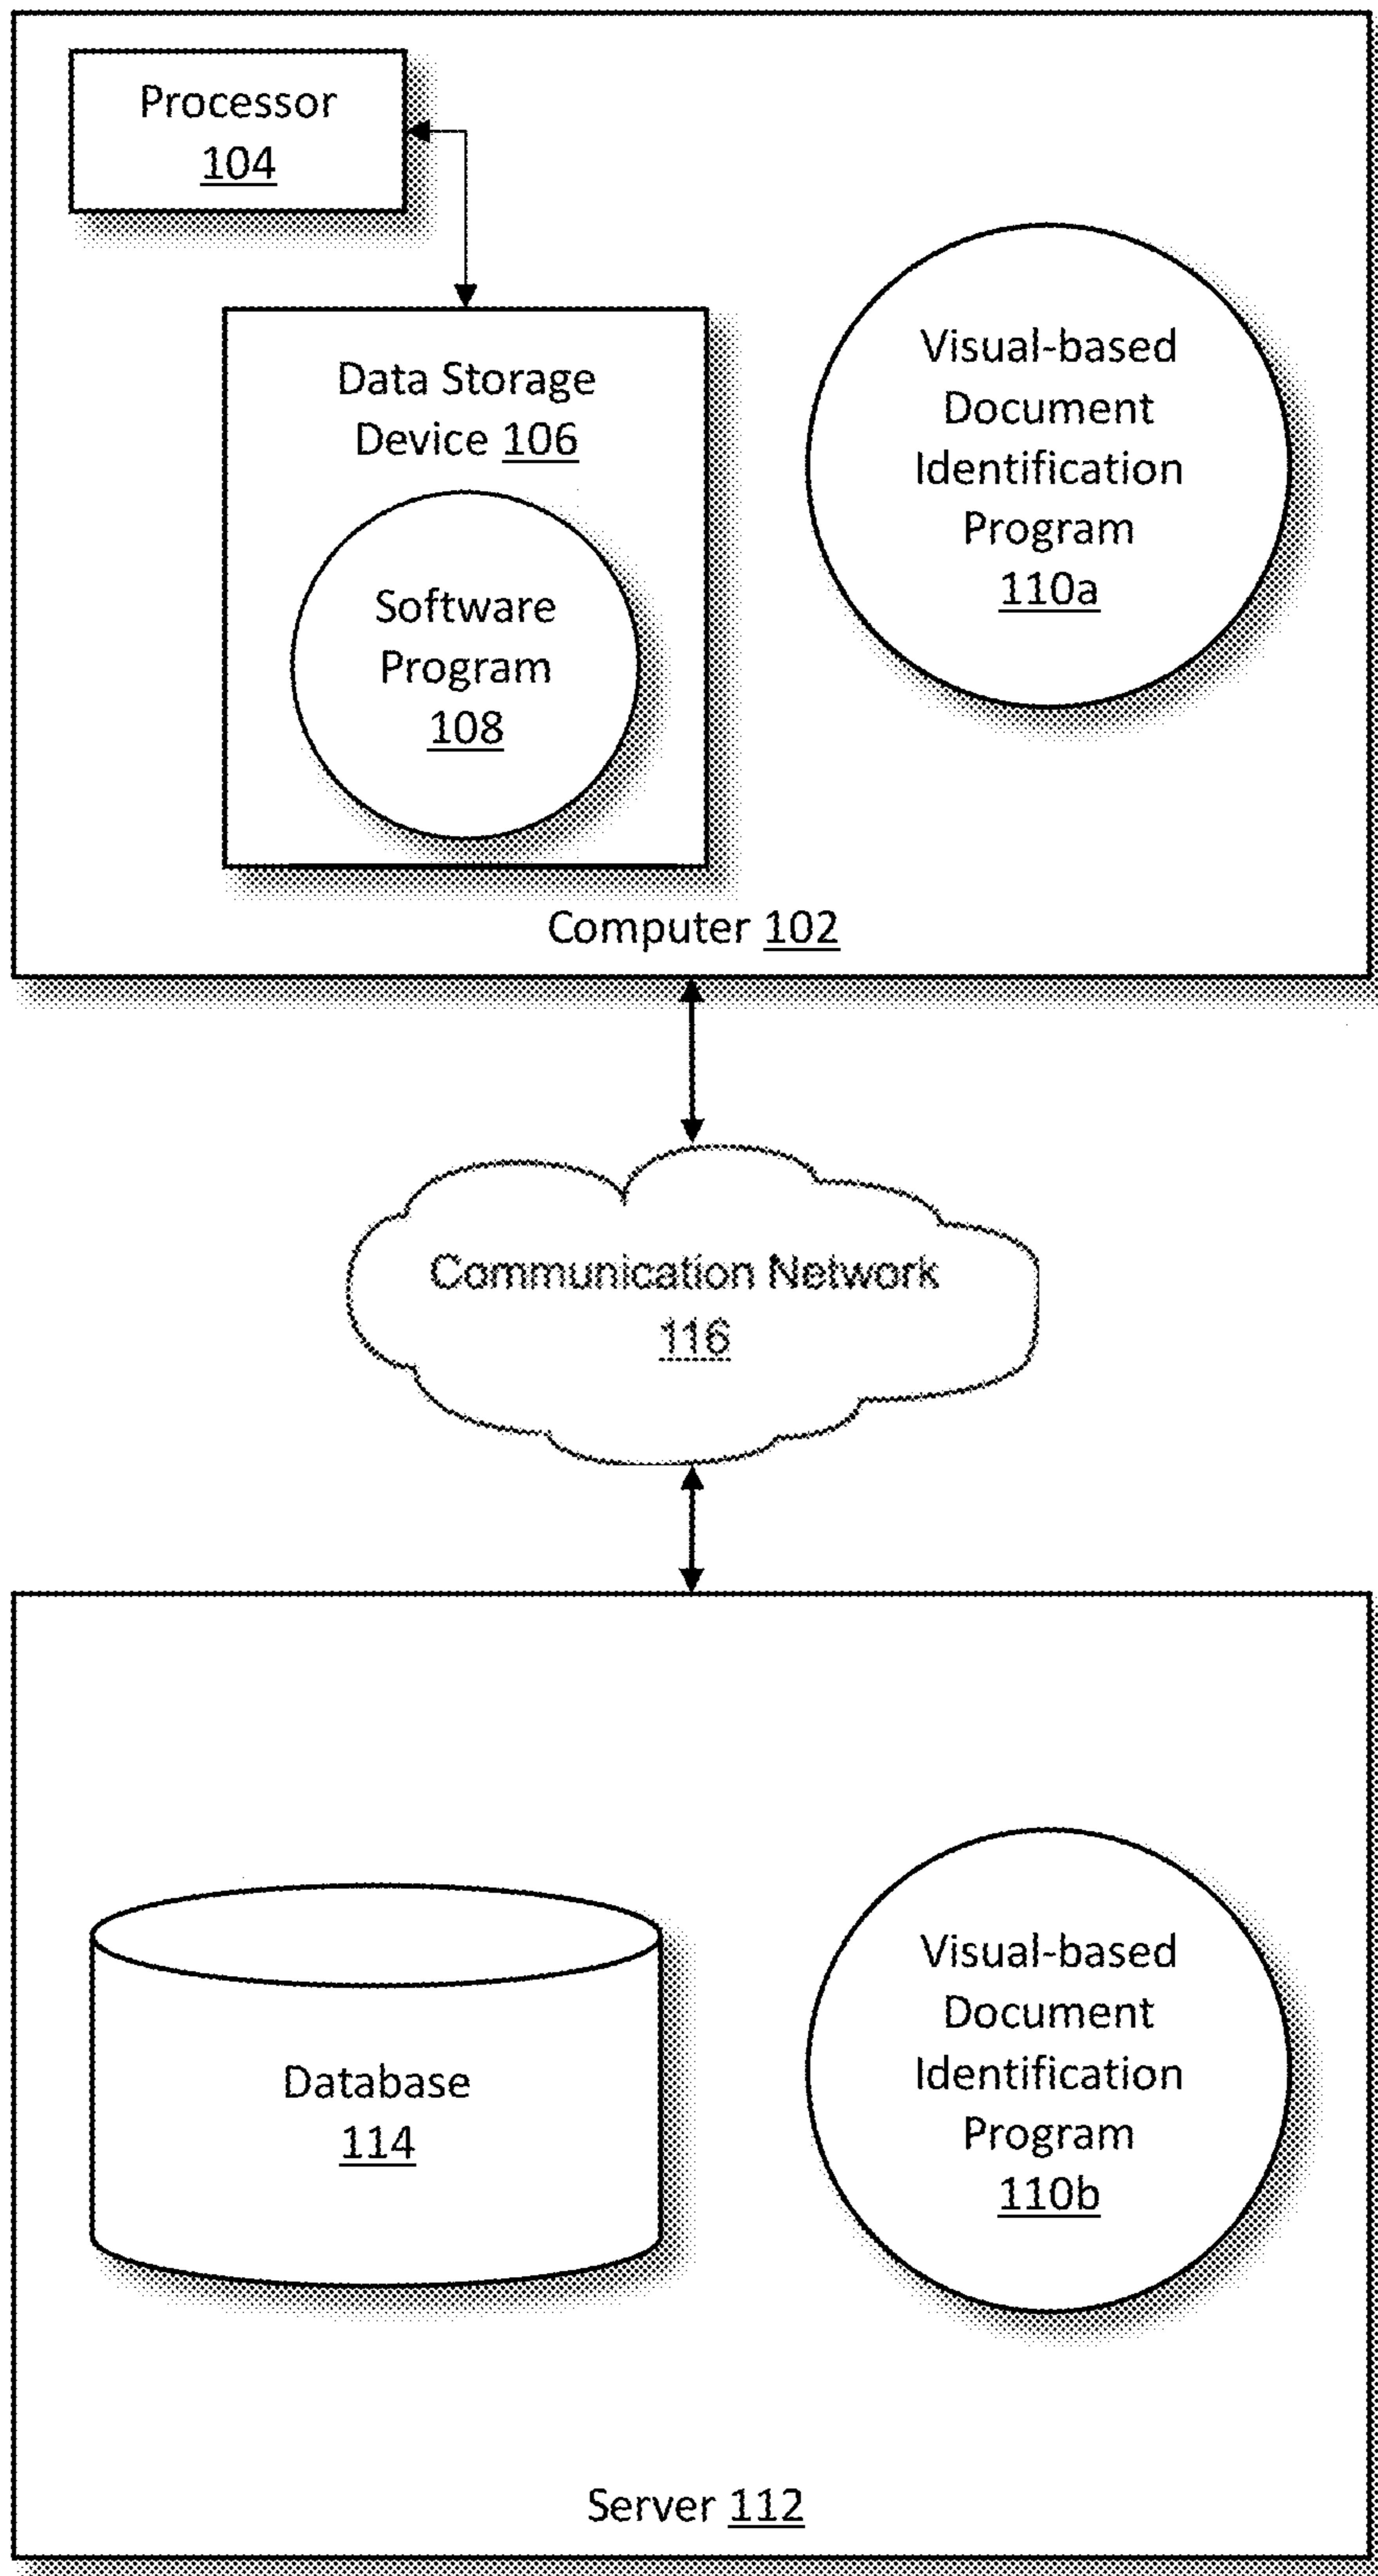 Processor
104
Data Storage
Device 106
Software
Program
108
Visual-based
Document
Identification
Program
110a
Computer 102
Communication Network
116
Database
114
Visual-based
Document
Identification
Program
110b
Server 112